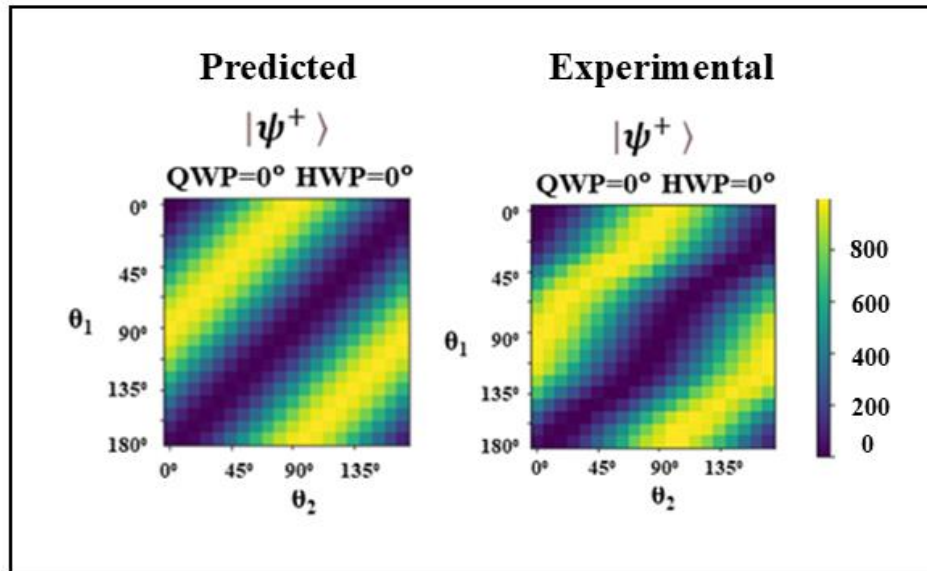 Predicted
|ψ⁺⟩
QWP=0° HWP=0°
0°
45°
θ₁
90°
135°
180°
0° 45° 90° 135°
θ₂
Experimental
|ψ⁺⟩
QWP=0° HWP=0°
0°
45°
θ₁
90°
135°
180°
0° 45° 90° 135°
θ₂
800
600
400
200
0